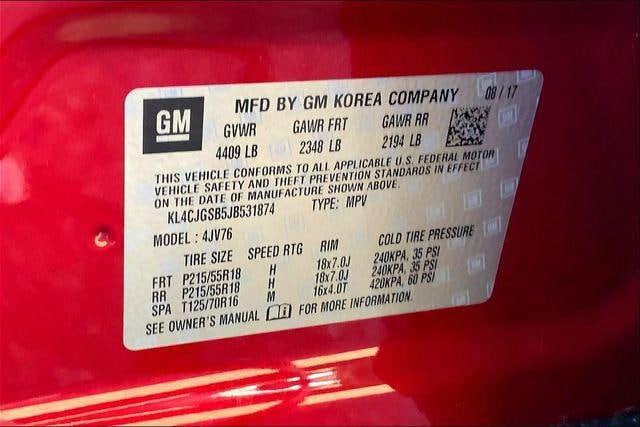 GM
MFD BY GM KOREA COMPANY 08 / 17
GVWR GAWR FRT GAWR RR
4409 LB 2348 LB 2194 LB
THIS VEHICLE CONFORMS TO ALL APPLICABLE U.S. FEDERAL MOTOR
VEHICLE SAFETY AND THEFT PREVENTION STANDARDS IN EFFECT
ON THE DATE OF MANUFACTURE SHOWN ABOVE.
KL4CJGSB5JB531874 TYPE: MPV
MODEL : 4JV76
TIRE SIZE SPEED RTG RIM COLD TIRE PRESSURE
FRT P215/55R18 H 18x7.0J 240KPA, 35 PSI
RR P215/55R18 H 18x7.0J 240KPA, 35 PSI
SPA T125/70R16 M 16x4.0T 420KPA, 60 PSI
SEE OWNER'S MANUAL FOR MORE INFORMATION.